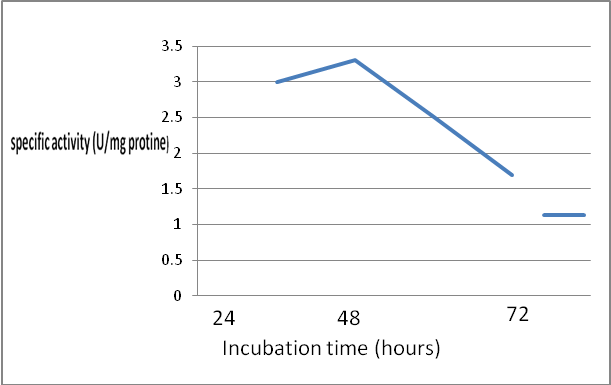 3.5
3
2.5
2
1.5
1
0.5
0
specific activity (U/mg protine)
24 48 72
Incubation time (hours)